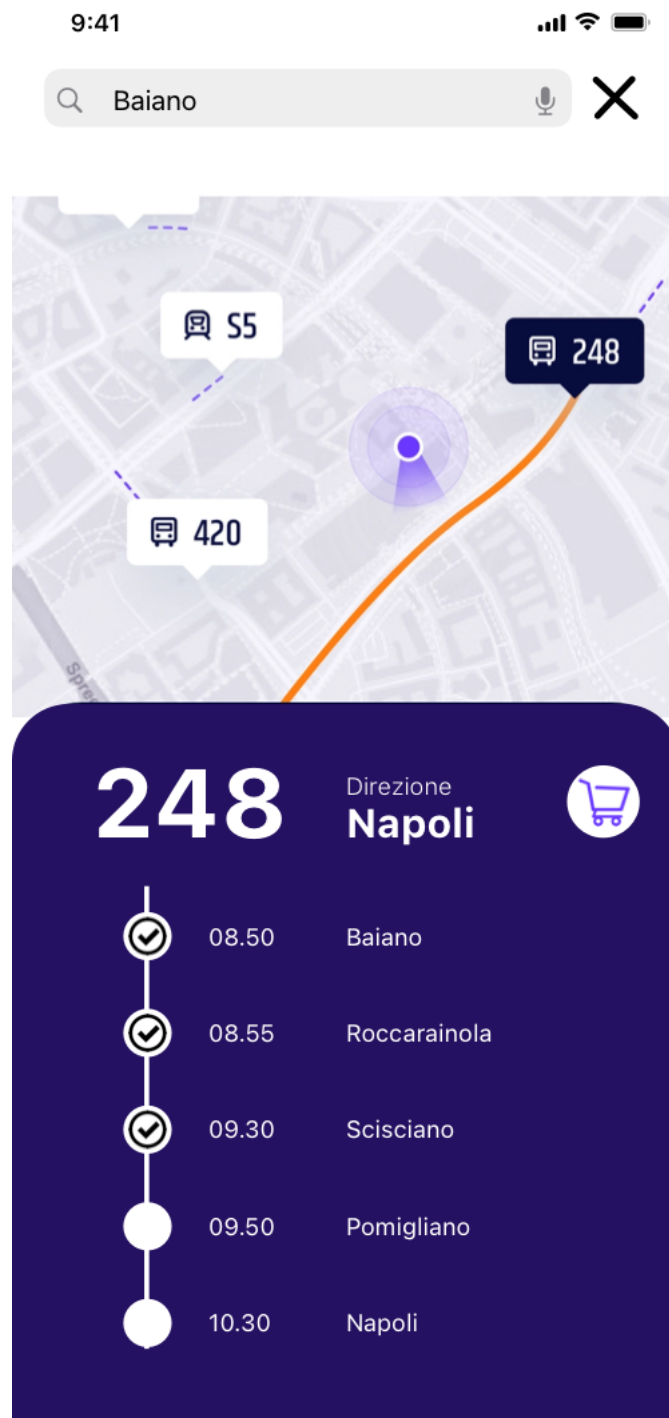 9:41
Baiano
S5
248
420
248
Direzione
Napoli
08.50 Baiano
08.55 Roccarainola
09.30 Scisciano
09.50 Pomigliano
10.30 Napoli